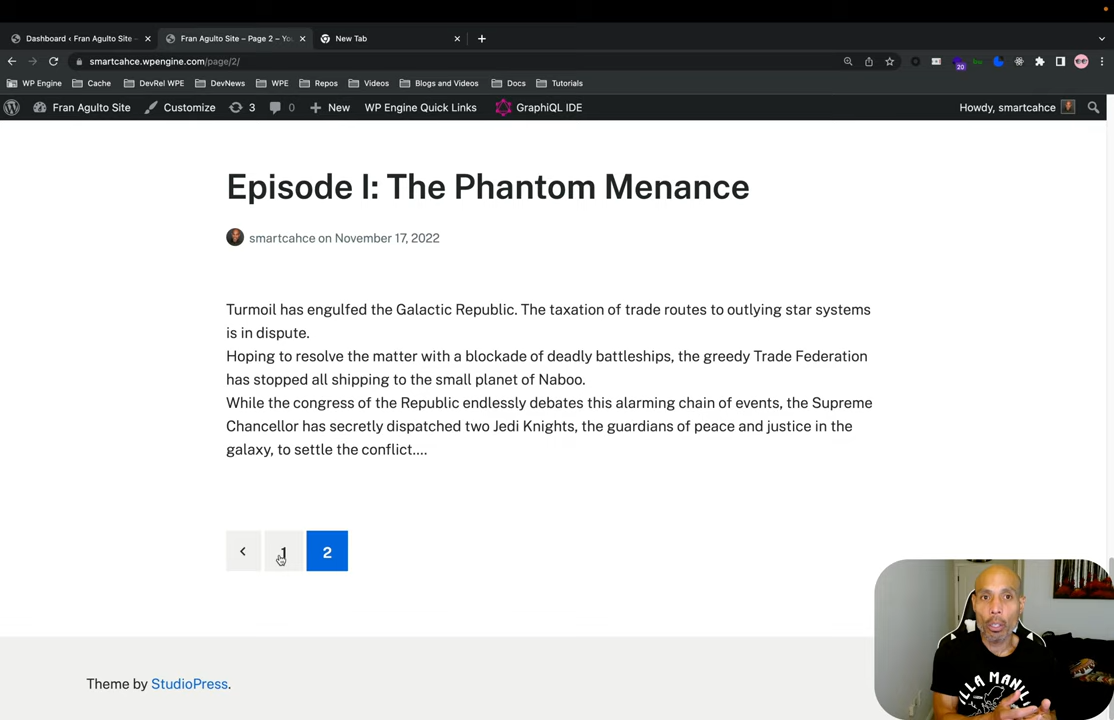 Dashboard ‹ Fran Agulto Site –
Fran Agulto Site – Page 2 – Yo
New Tab
smartcahce.wpengine.com/page/2/
20
WP Engine Cache DevRel WPE DevNews WPE Repos Videos Blogs and Videos Docs Tutorials
Fran Agulto Site Customize 3 0 New WP Engine Quick Links GraphiQL IDE Howdy, smartcahce
Episode I: The Phantom Menance
smartcahce on November 17, 2022
Turmoil has engulfed the Galactic Republic. The taxation of trade routes to outlying star systems
is in dispute.
Hoping to resolve the matter with a blockade of deadly battleships, the greedy Trade Federation
has stopped all shipping to the small planet of Naboo.
While the congress of the Republic endlessly debates this alarming chain of events, the Supreme
Chancellor has secretly dispatched two Jedi Knights, the guardians of peace and justice in the
galaxy, to settle the conflict....
1 2
Theme by StudioPress.